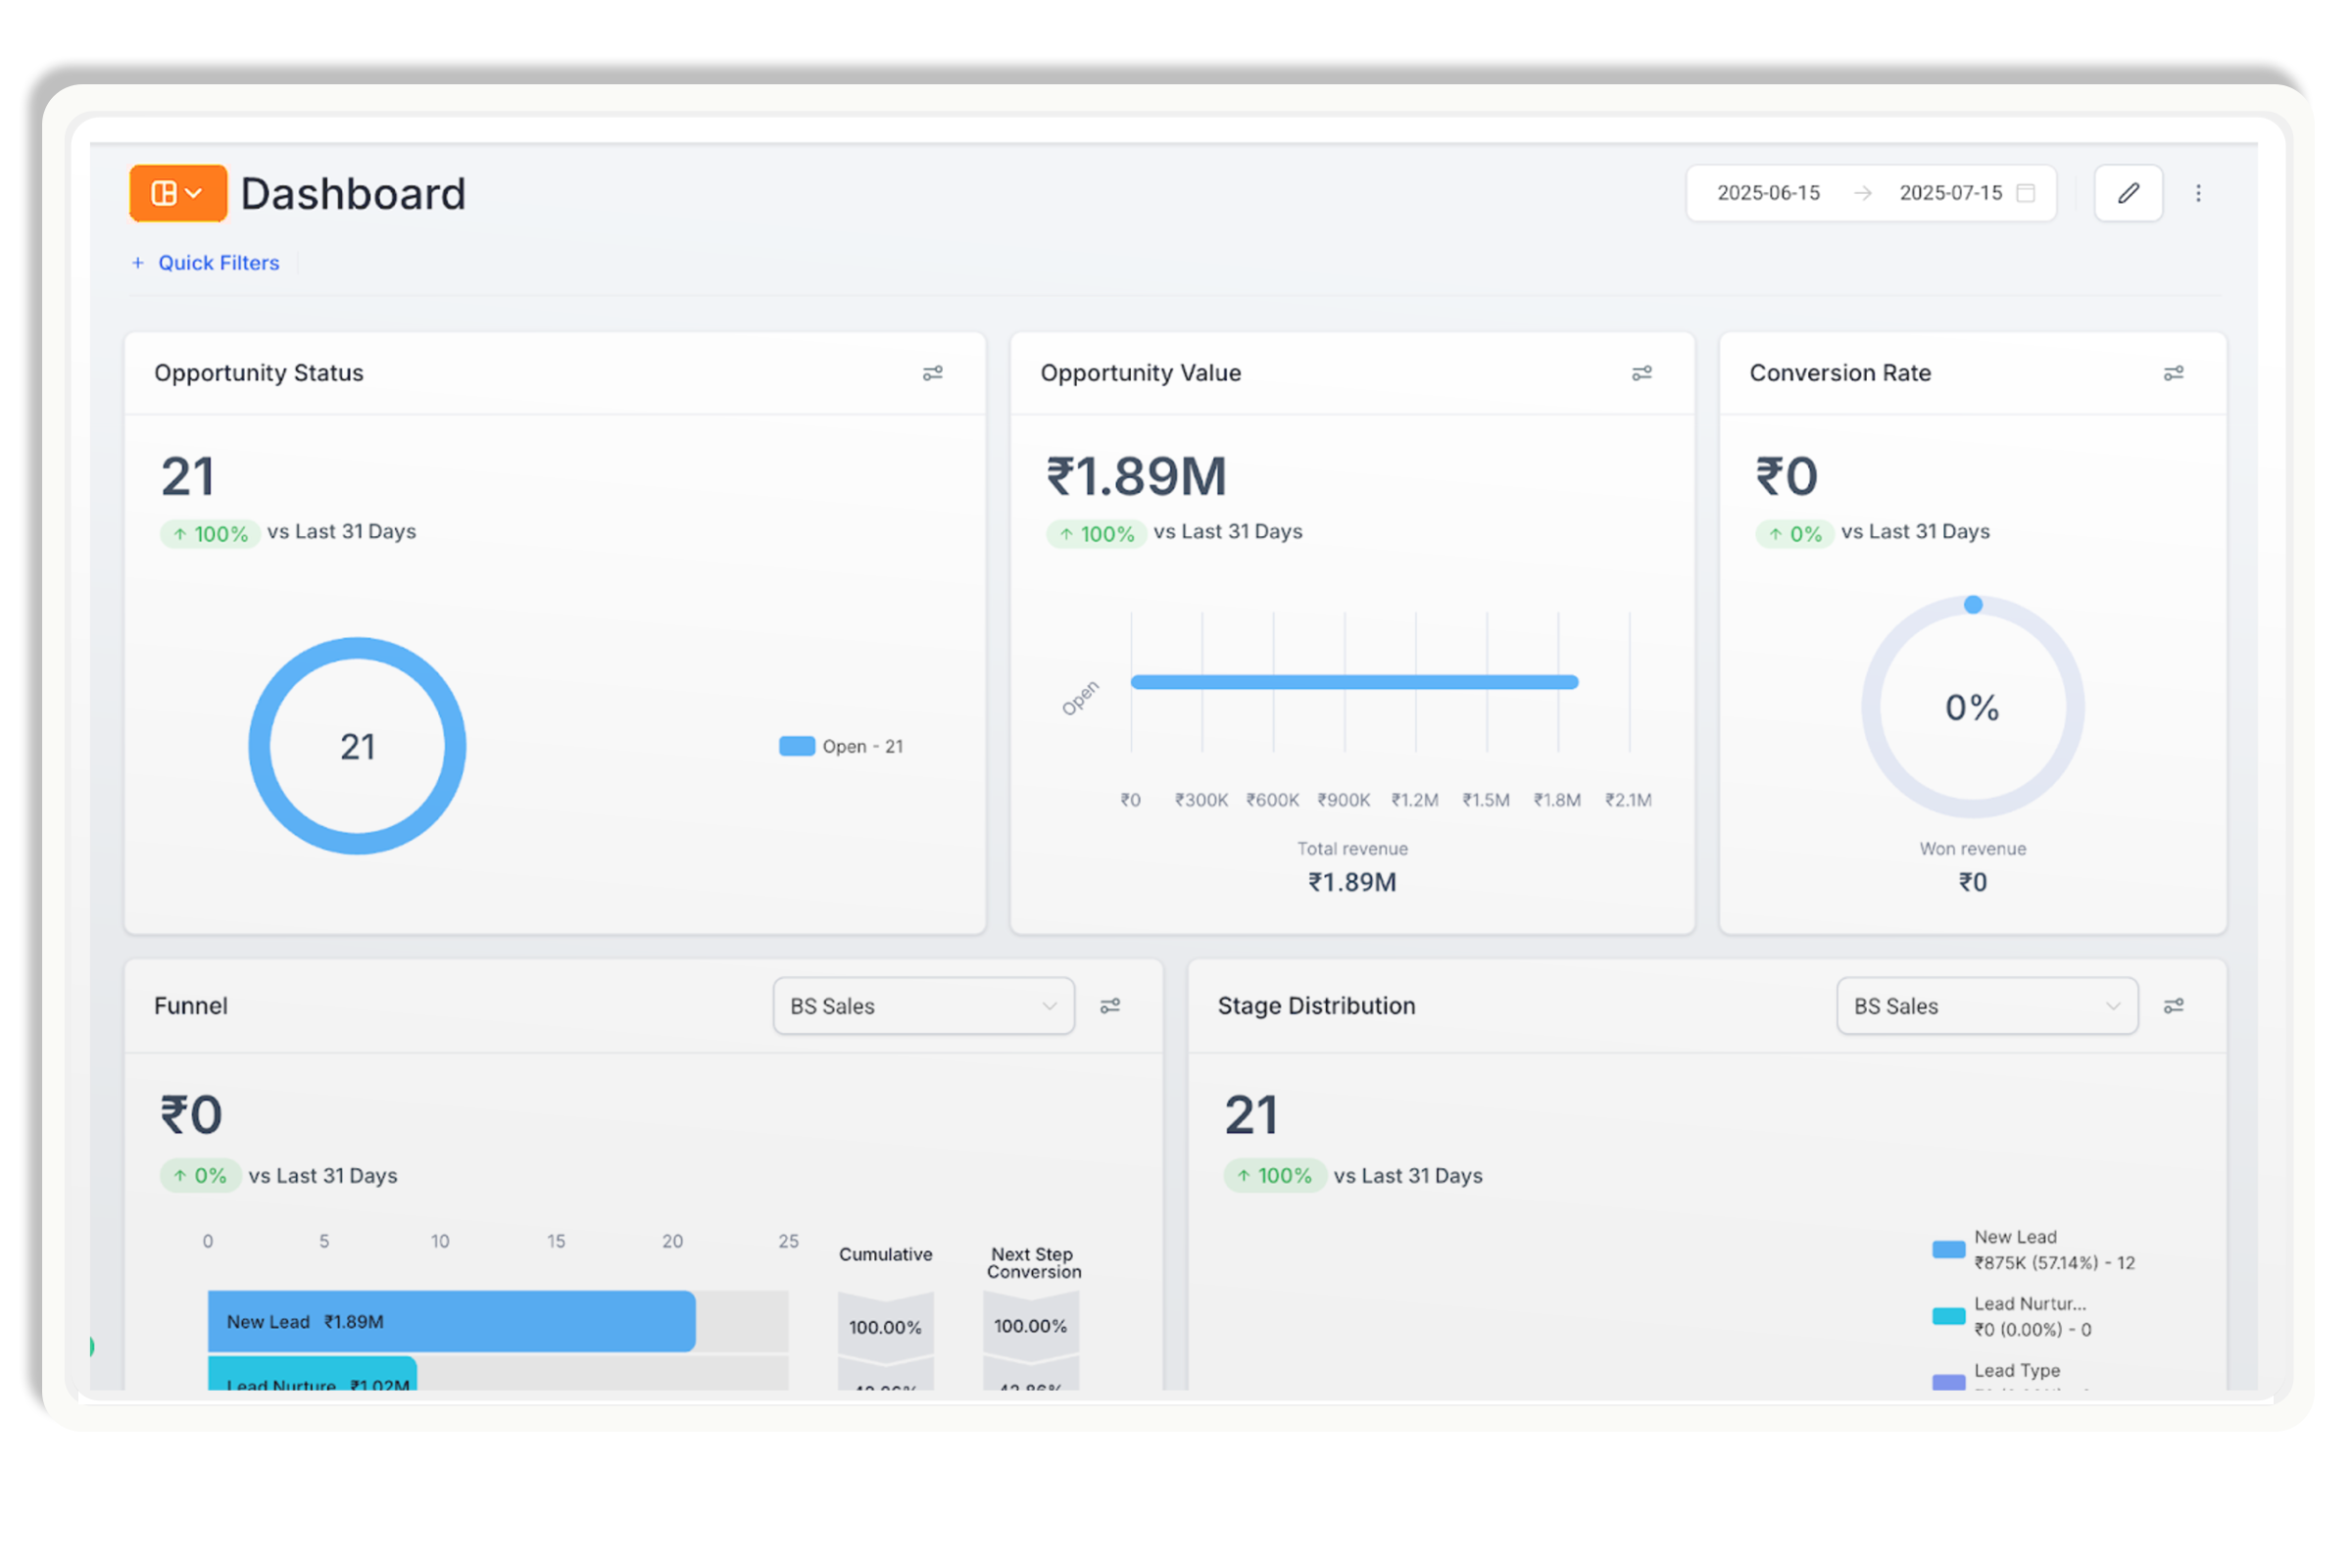 Dashboard
2025-06-15 → 2025-07-15
+ Quick Filters
Opportunity Status
21
↑ 100% vs Last 31 Days
21
Open - 21
Opportunity Value
₹1.89M
↑ 100% vs Last 31 Days
Open
₹0 ₹300K ₹600K ₹900K ₹1.2M ₹1.5M ₹1.8M ₹2.1M
Total revenue
₹1.89M
Conversion Rate
₹0
↑ 0% vs Last 31 Days
0%
Won revenue
₹0
Funnel
BS Sales
₹0
↑ 0% vs Last 31 Days
0 5 10 15 20 25
Cumulative
Next Step
Conversion
New Lead ₹1.89M
100.00%
100.00%
Lead Nurture ₹1.02M
42.86%
Stage Distribution
BS Sales
21
↑ 100% vs Last 31 Days
New Lead
₹875K (57.14%) - 12
Lead Nurtur...
₹0 (0.00%) - 0
Lead Type